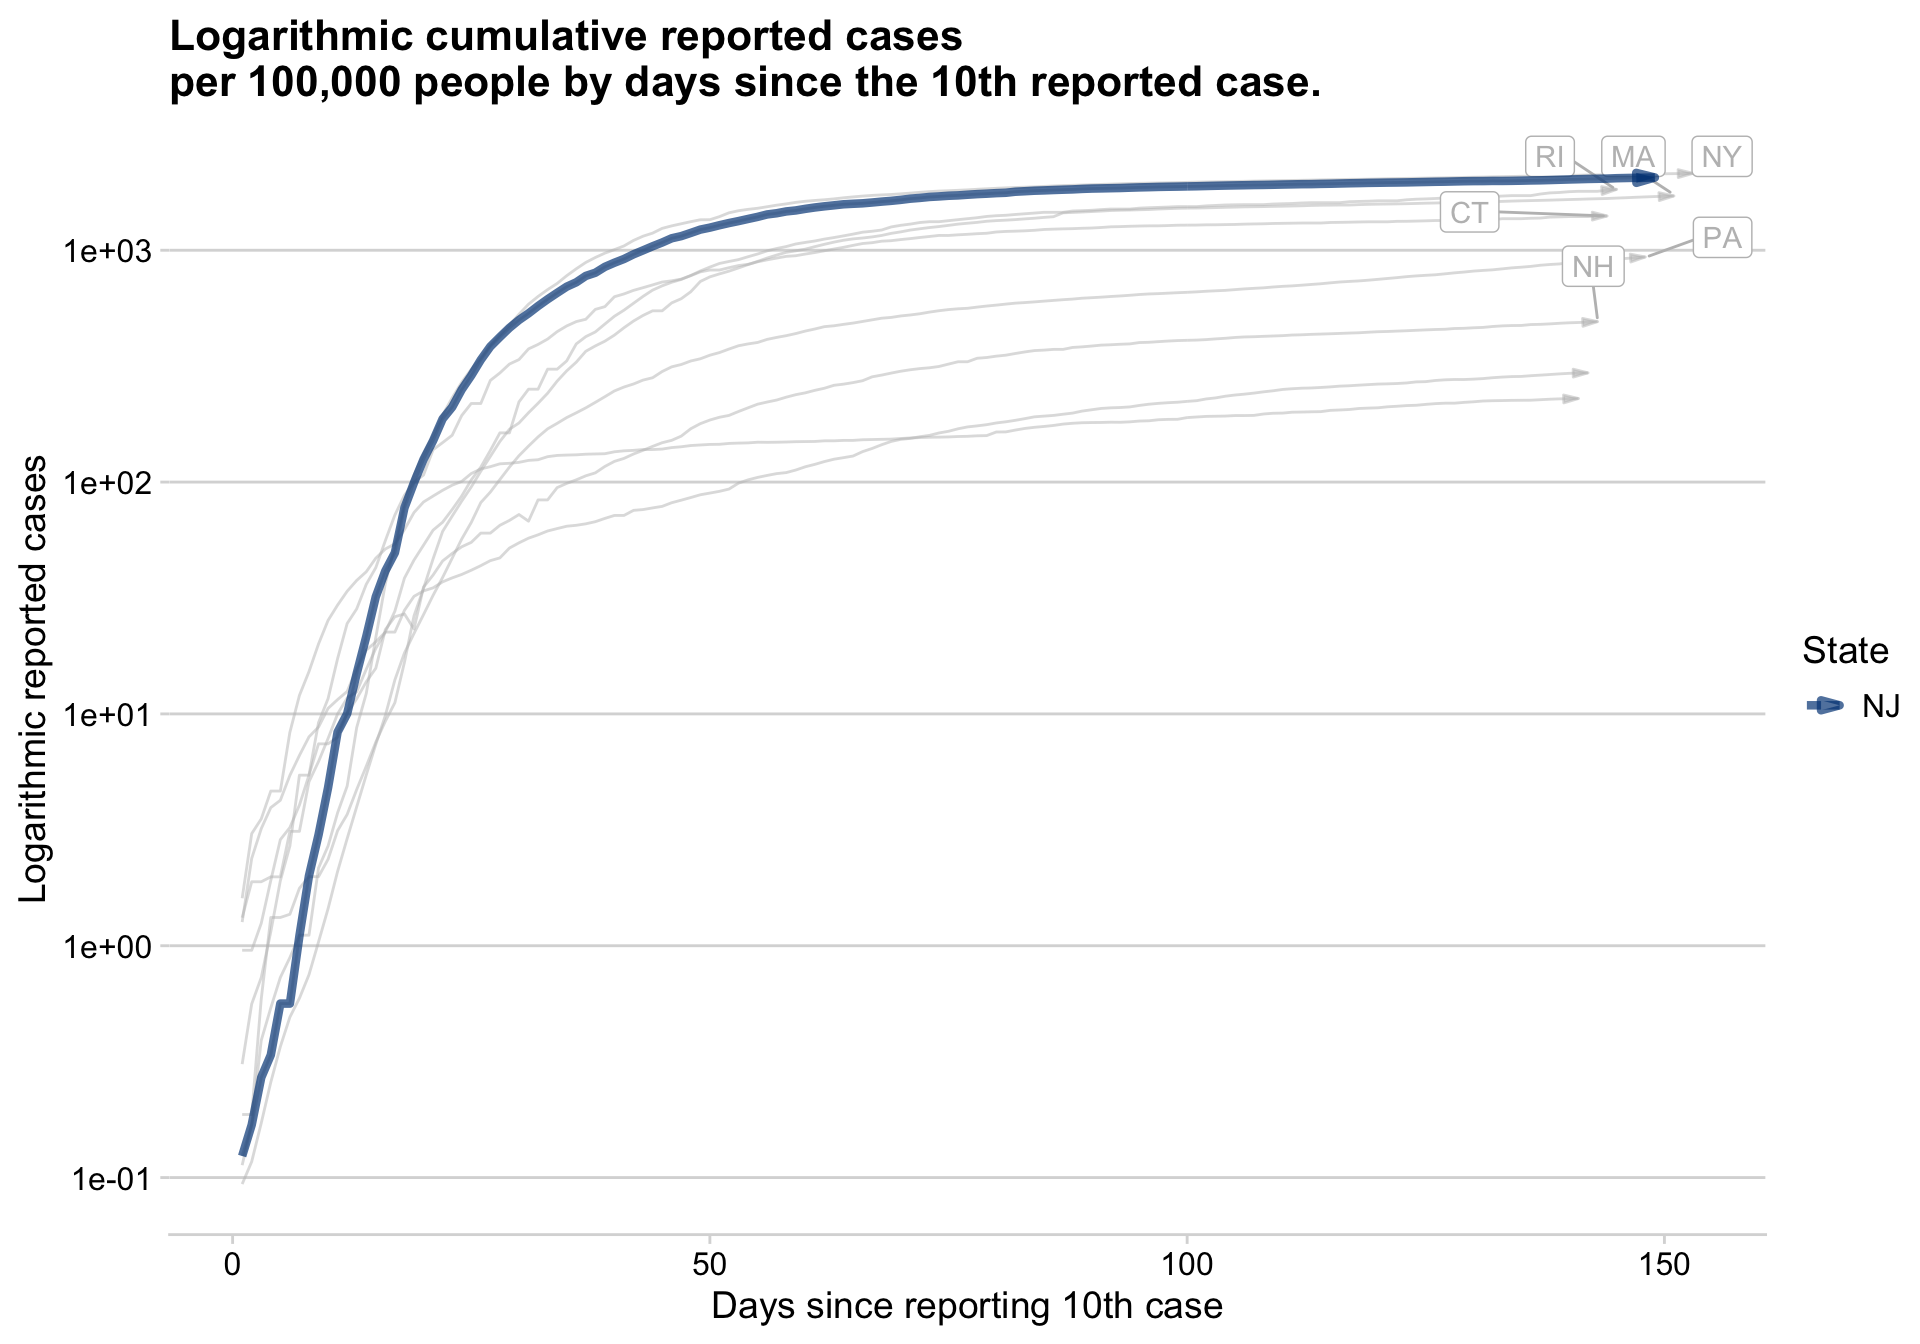 Logarithmic cumulative reported cases
per 100,000 people by days since the 10th reported case.
RI
MA
NY
CT
PA
NH
1e+03
1e+02
1e+01
1e+00
1e-01
Logarithmic reported cases
State
NJ
0
50
100
150
Days since reporting 10th case